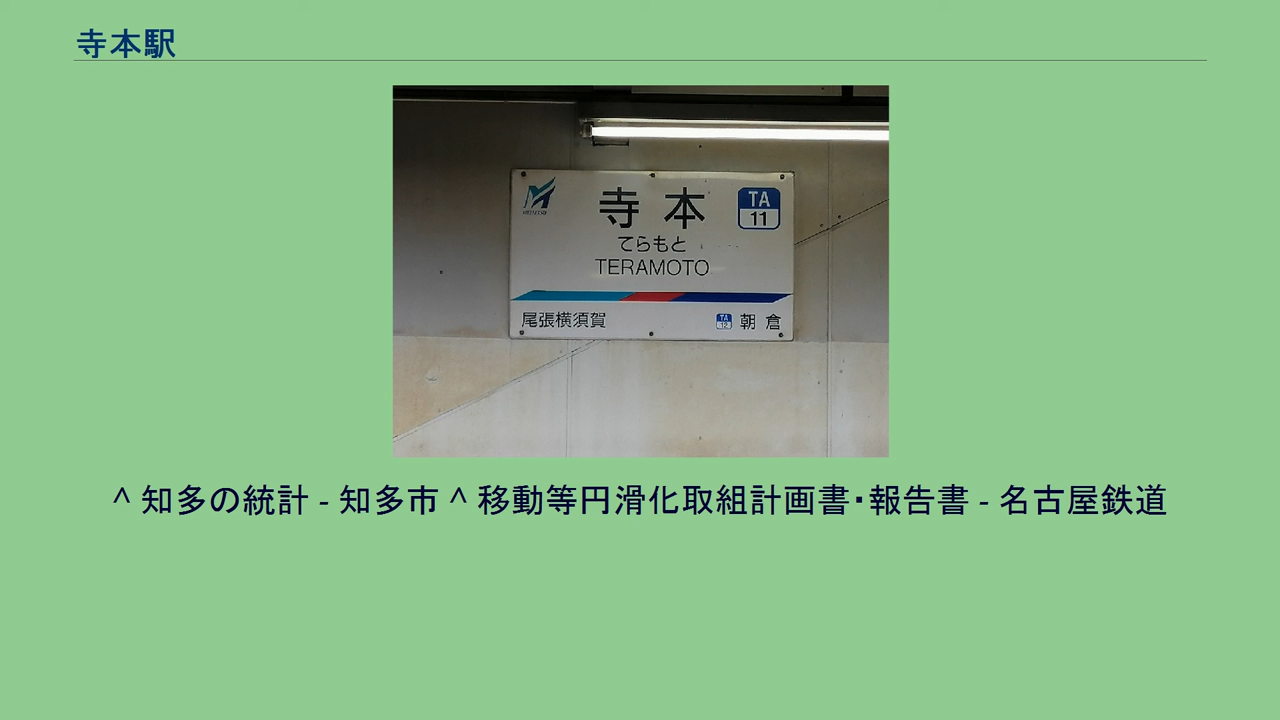 寺本駅
寺本
TA
11
てらもと
TERAMOTO
尾張横須賀
TA
12
朝倉
^ 知多の統計 - 知多市 ^ 移動等円滑化取組計画書・報告書 - 名古屋鉄道